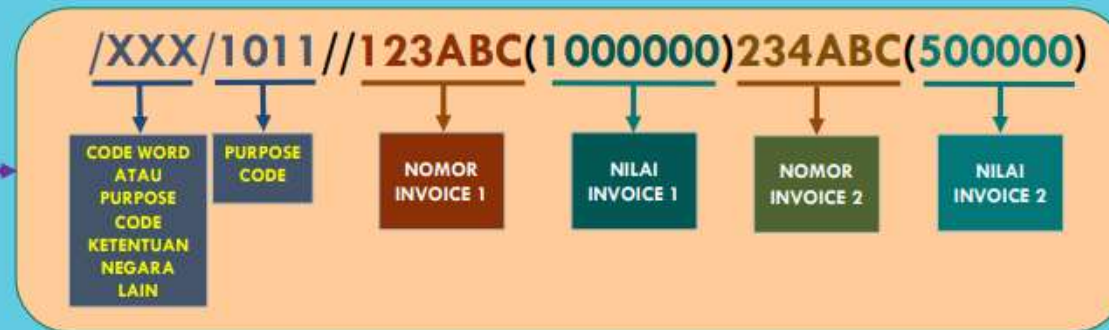 /XXX/1011//123ABC(1000000)234ABC(500000)
CODE WORD
ATAU
PURPOSE
CODE
KETENTUAN
NEGARA
LAIN
PURPOSE
CODE
NOMOR
INVOICE 1
NILAI
INVOICE 1
NOMOR
INVOICE 2
NILAI
INVOICE 2